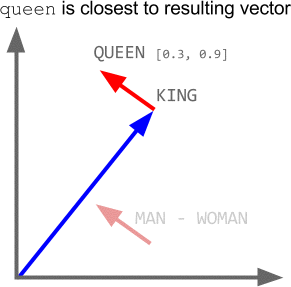 queen is closest to resulting vector
QUEEN [0.3, 0.9]
KING
MAN - WOMAN